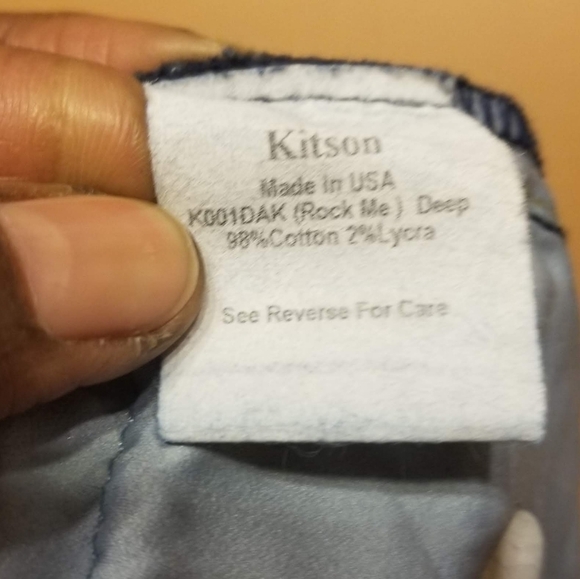 Kitson
Made in USA
K001DAK (Rock Me) Deep
98%Cotton 2%Lycra
See Reverse For Care